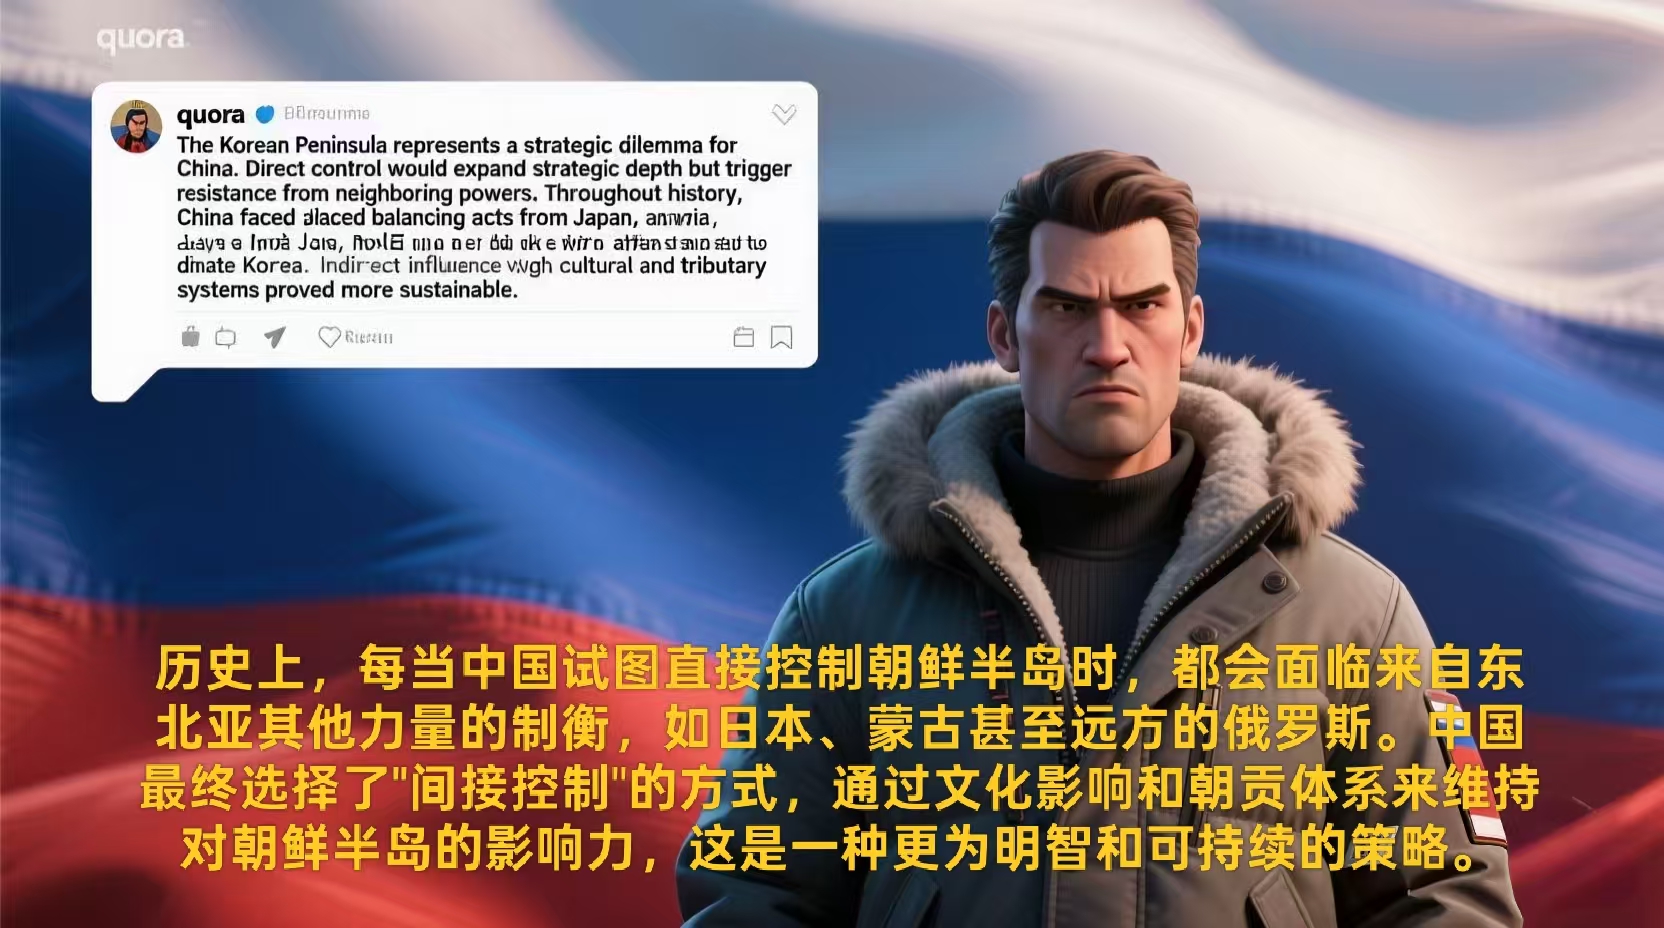 quora
quora
The Korean Peninsula represents a strategic dilemma for
China. Direct control would expand strategic depth but trigger
resistance from neighboring powers. Throughout history,
China faced alaced balancing acts from Japan,
dinate Korea. Indirect influence cultural and tributary
systems proved more sustainable.
历史上，每当中国试图直接控制朝鲜半岛时，都会面临来自东
北亚其他力量的制衡，如日本、蒙古甚至远方的俄罗斯。中国
最终选择了"间接控制"的方式，通过文化影响和朝贡体系来维持
对朝鲜半岛的影响力，这是一种更为明智和可持续的策略。